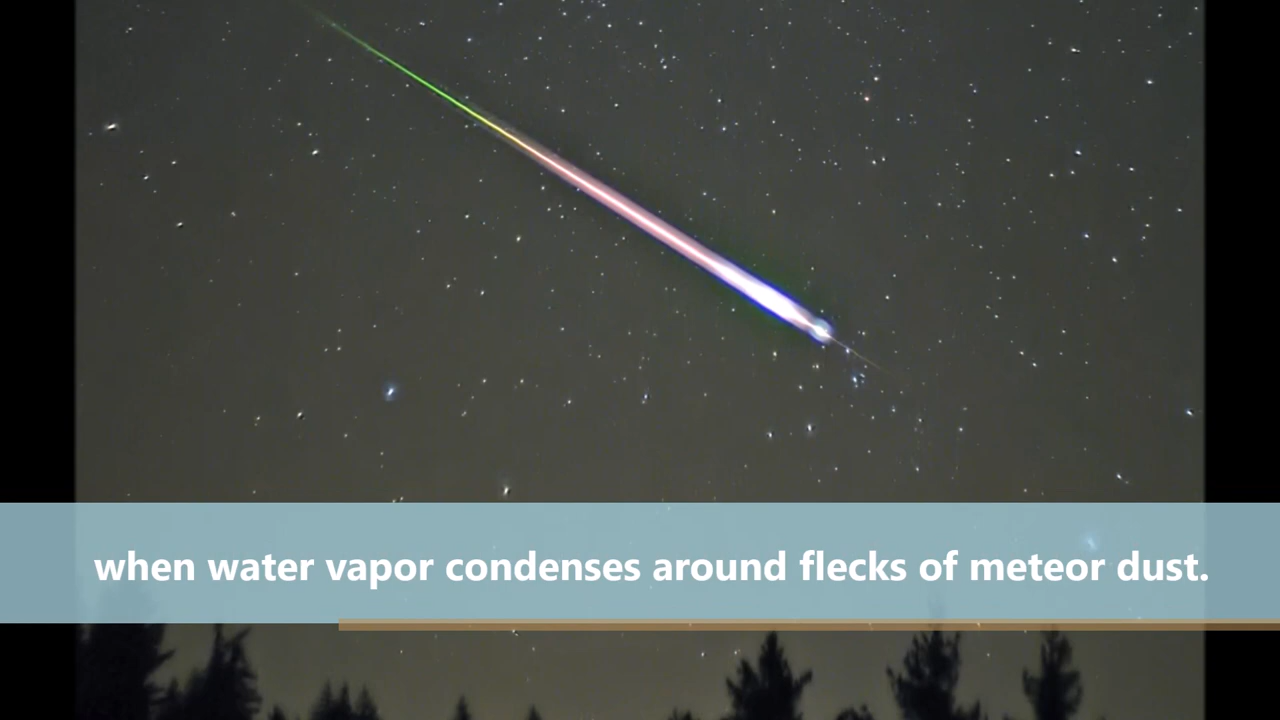 when water vapor condenses around flecks of meteor dust.